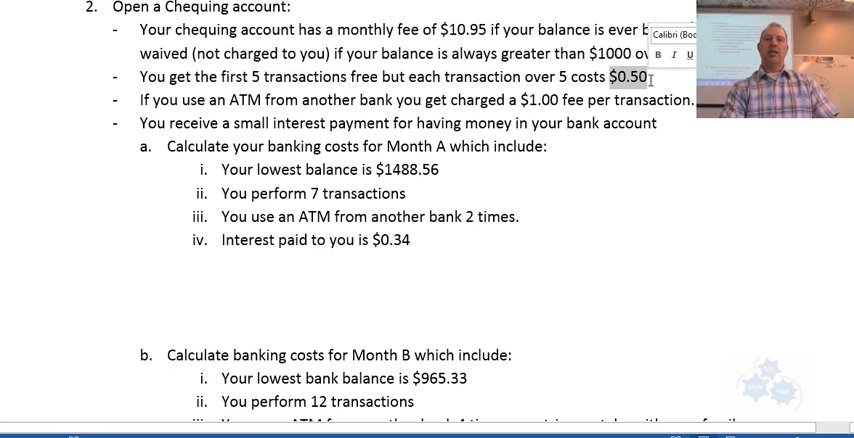 2. Open a Chequing account:
- Your chequing account has a monthly fee of $10.95 if your balance is ever
waived (not charged to you) if your balance is always greater than $1000
- You get the first 5 transactions free but each transaction over 5 costs $0.50
- If you use an ATM from another bank you get charged a $1.00 fee per transaction.
- You receive a small interest payment for having money in your bank account
a. Calculate your banking costs for Month A which include:
i. Your lowest balance is $1488.56
ii. You perform 7 transactions
iii. You use an ATM from another bank 2 times.
iv. Interest paid to you is $0.34
b. Calculate banking costs for Month B which include:
i. Your lowest bank balance is $965.33
ii. You perform 12 transactions
Calibri (Boc
B I U